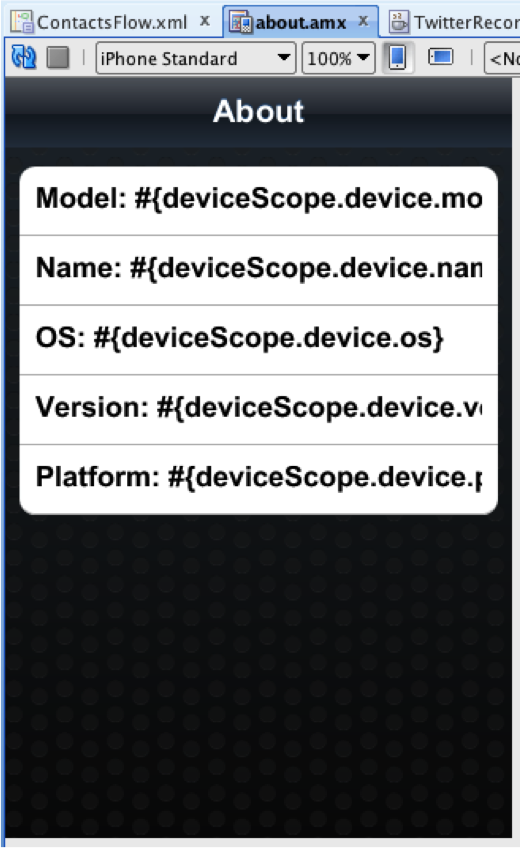 ContactsFlow.xml x about.amx x TwitterRecor
iPhone Standard 100% <No
About
Model: #{deviceScope.device.mo
Name: #{deviceScope.device.nan
OS: #{deviceScope.device.os}
Version: #{deviceScope.device.v
Platform: #{deviceScope.device.p